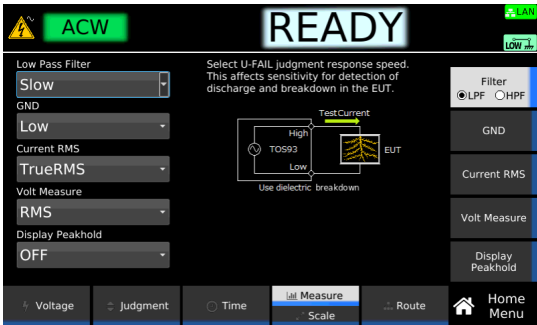 ACW
READY
LAN
LOW
Low Pass Filter
Slow
GND
Low
Current RMS
TrueRMS
Volt Measure
RMS
Display Peakhold
OFF
Select U-FAIL judgment response speed.
This affects sensitivity for detection of
discharge and breakdown in the EUT.
TestCurrent
High
TOS93
EUT
Low
Use dielectric breakdown
Filter
LPF HPF
GND
Current RMS
Volt Measure
Display
Peakhold
Voltage
Judgment
Time
Measure
Scale
Route
Home
Menu